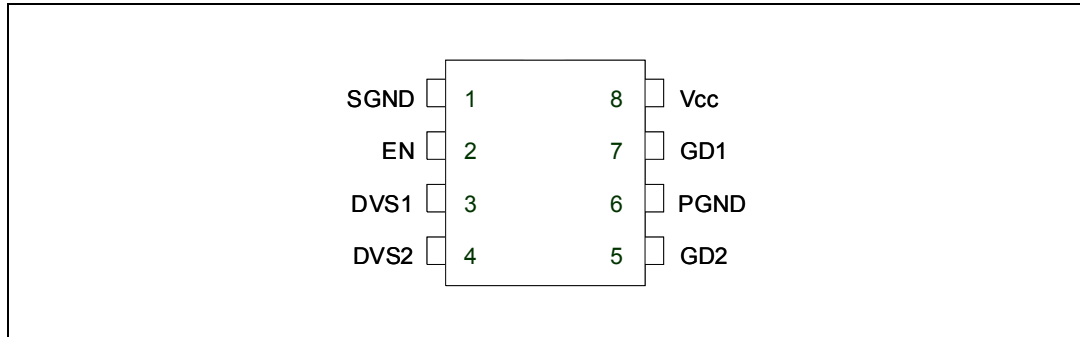 SGND 1 8 Vcc
EN 2 7 GD1
DVS1 3 6 PGND
DVS2 4 5 GD2